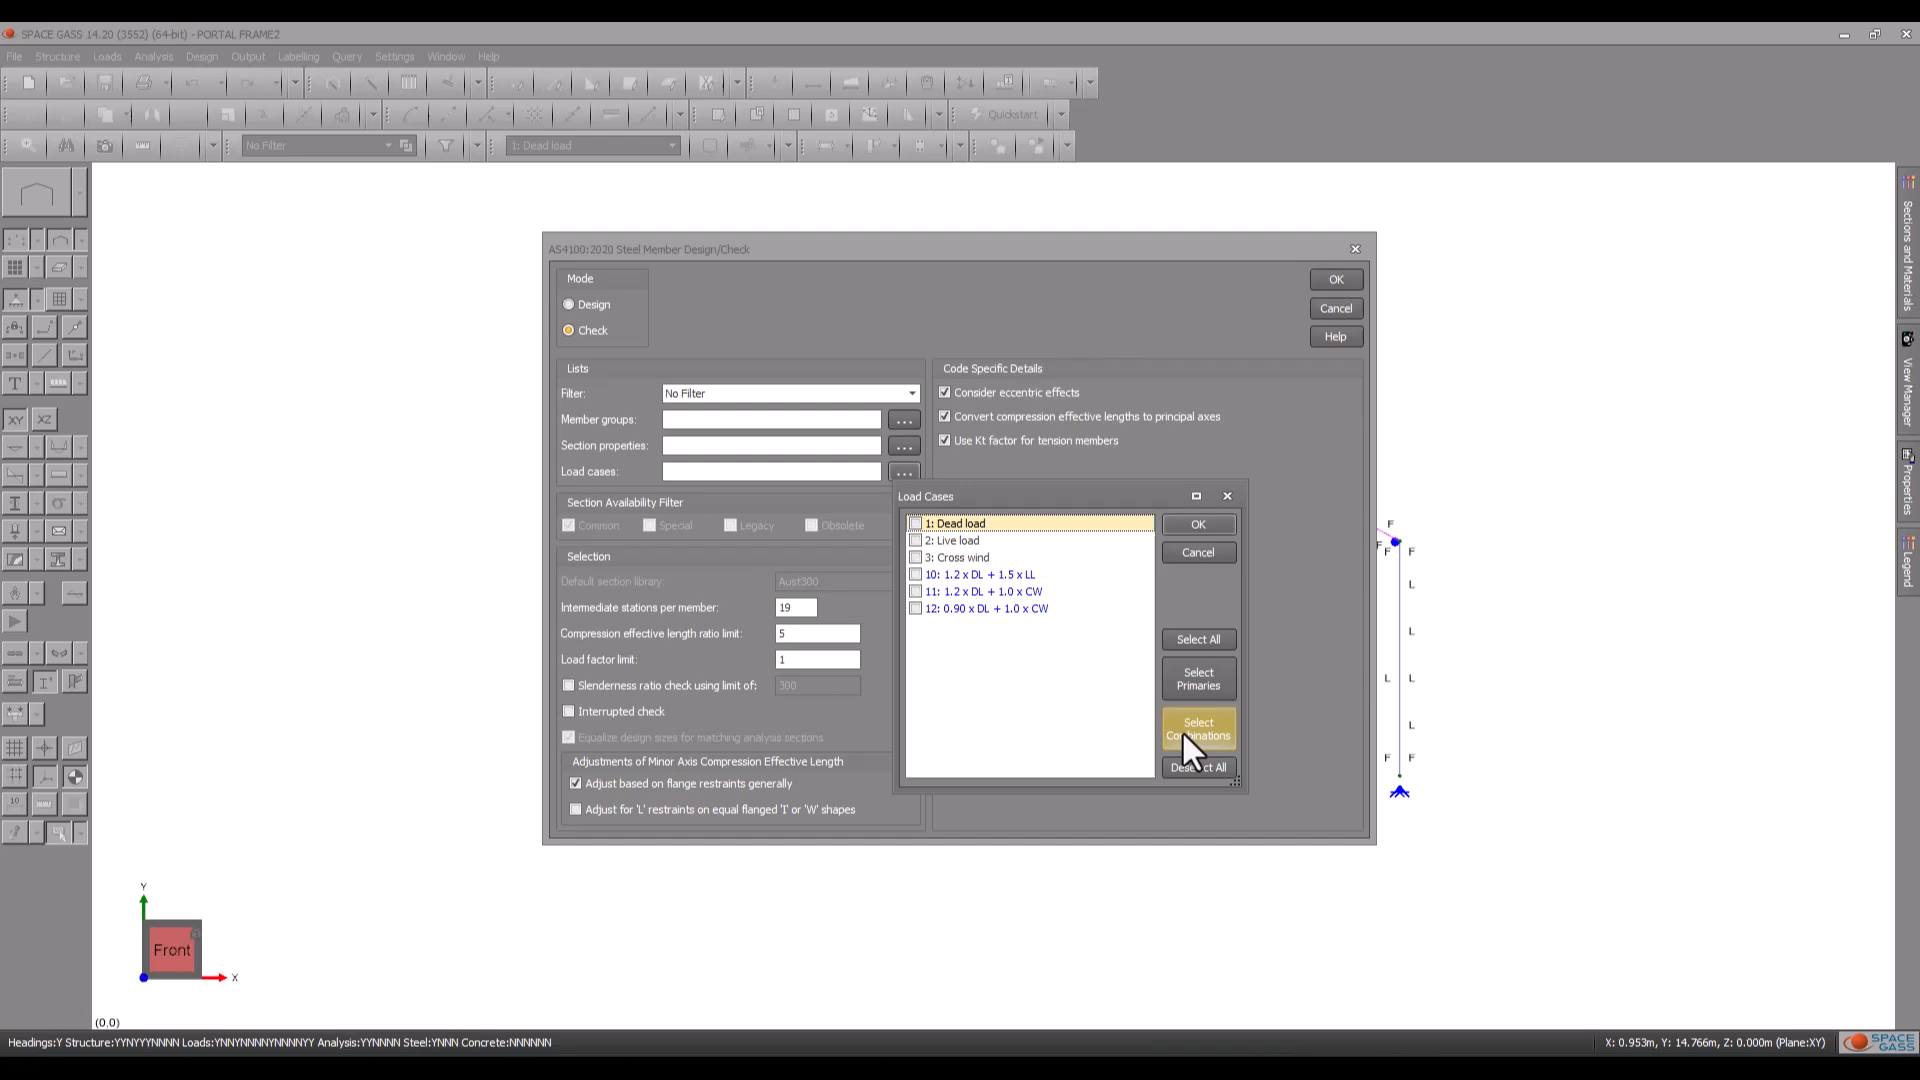 SPACE GASS 14.20 (3552) (64-bit) - PORTAL FRAME2
File Structure Loads Analysis Design Output Labelling Query Settings Window Help
Quickstart
No Filter
1: Dead load
AS4100:2020 Steel Member Design/Check
Mode
Design
Check
OK
Cancel
Help
Lists
Filter: No Filter
Member groups: ...
Section properties: ...
Load cases: ...
Code Specific Details
Consider eccentric effects
Convert compression effective lengths to principal axes
Use Kt factor for tension members
Section Availability Filter
Common Special Legacy Obsolete
Selection
Default section library: Aust300
Intermediate stations per member: 19
Compression effective length ratio limit: 5
Load factor limit: 1
Slenderness ratio check using limit of: 300
Interrupted check
Equalize design sizes for matching analysis sections
Adjustments of Minor Axis Compression Effective Length
Adjust based on flange restraints generally
Adjust for 'L' restraints on equal flanged 'I' or 'W' shapes
Load Cases
1: Dead load
2: Live load
3: Cross wind
10: 1.2 x DL + 1.5 x LL
11: 1.2 x DL + 1.0 x CW
12: 0.90 x DL + 1.0 x CW
OK
Cancel
Select All
Select
Primaries
Select
Combinations
Deselect All
F
F F F
L
L
L L
L
F F
Sections and Materials
View Manager
Properties
Legend
T
XY XZ
10
Y
Front
X
(0,0)
Headings:Y Structure:YYNYYYNNNN Loads:YNNYNNNNYNNNNYY Analysis:YYNNNN Steel:YNNN Concrete:NNNNNN
X: 0.953m, Y: 14.766m, Z: 0.000m (Plane:XY)
SPACE
GASS